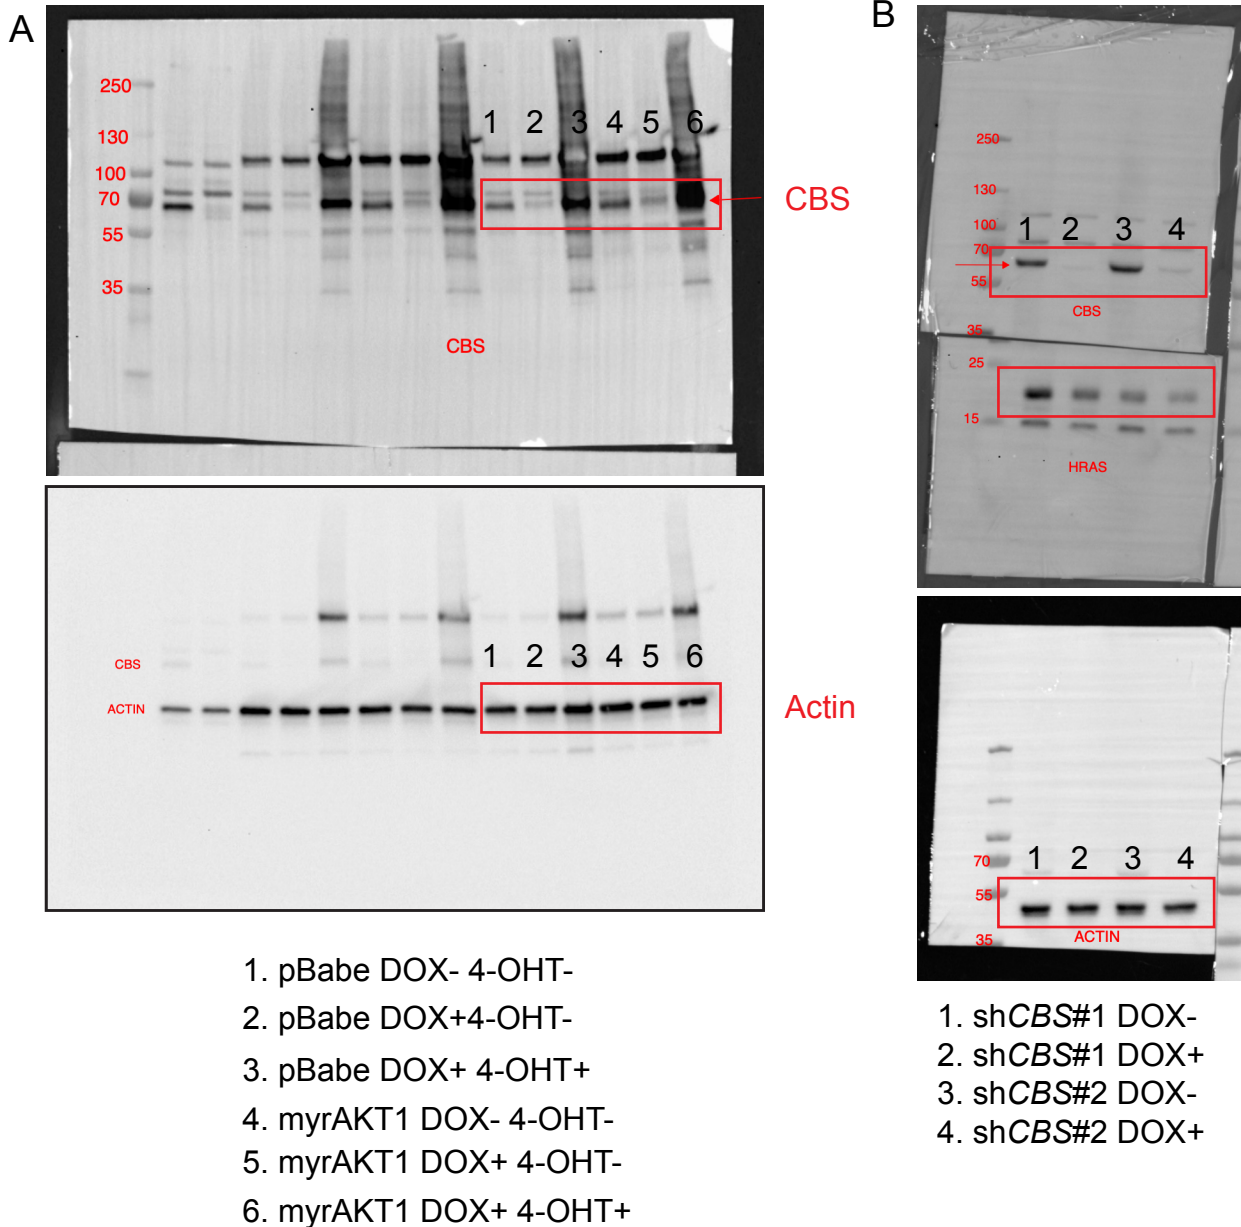 A
250
130
100
70
55
35
1 2 3 4 5 6
CBS
CBS
CBS
ACTIN
1 2 3 4 5 6
Actin
1. pBabe DOX- 4-OHT-
2. pBabe DOX+4-OHT-
3. pBabe DOX+ 4-OHT+
4. myrAKT1 DOX- 4-OHT-
5. myrAKT1 DOX+ 4-OHT-
6. myrAKT1 DOX+ 4-OHT+
B
250
130
100
70
55
35
25
15
1 2 3 4
CBS
HRAS
70
55
35
1 2 3 4
ACTIN
1. shCBS#1 DOX-
2. shCBS#1 DOX+
3. shCBS#2 DOX-
4. shCBS#2 DOX+